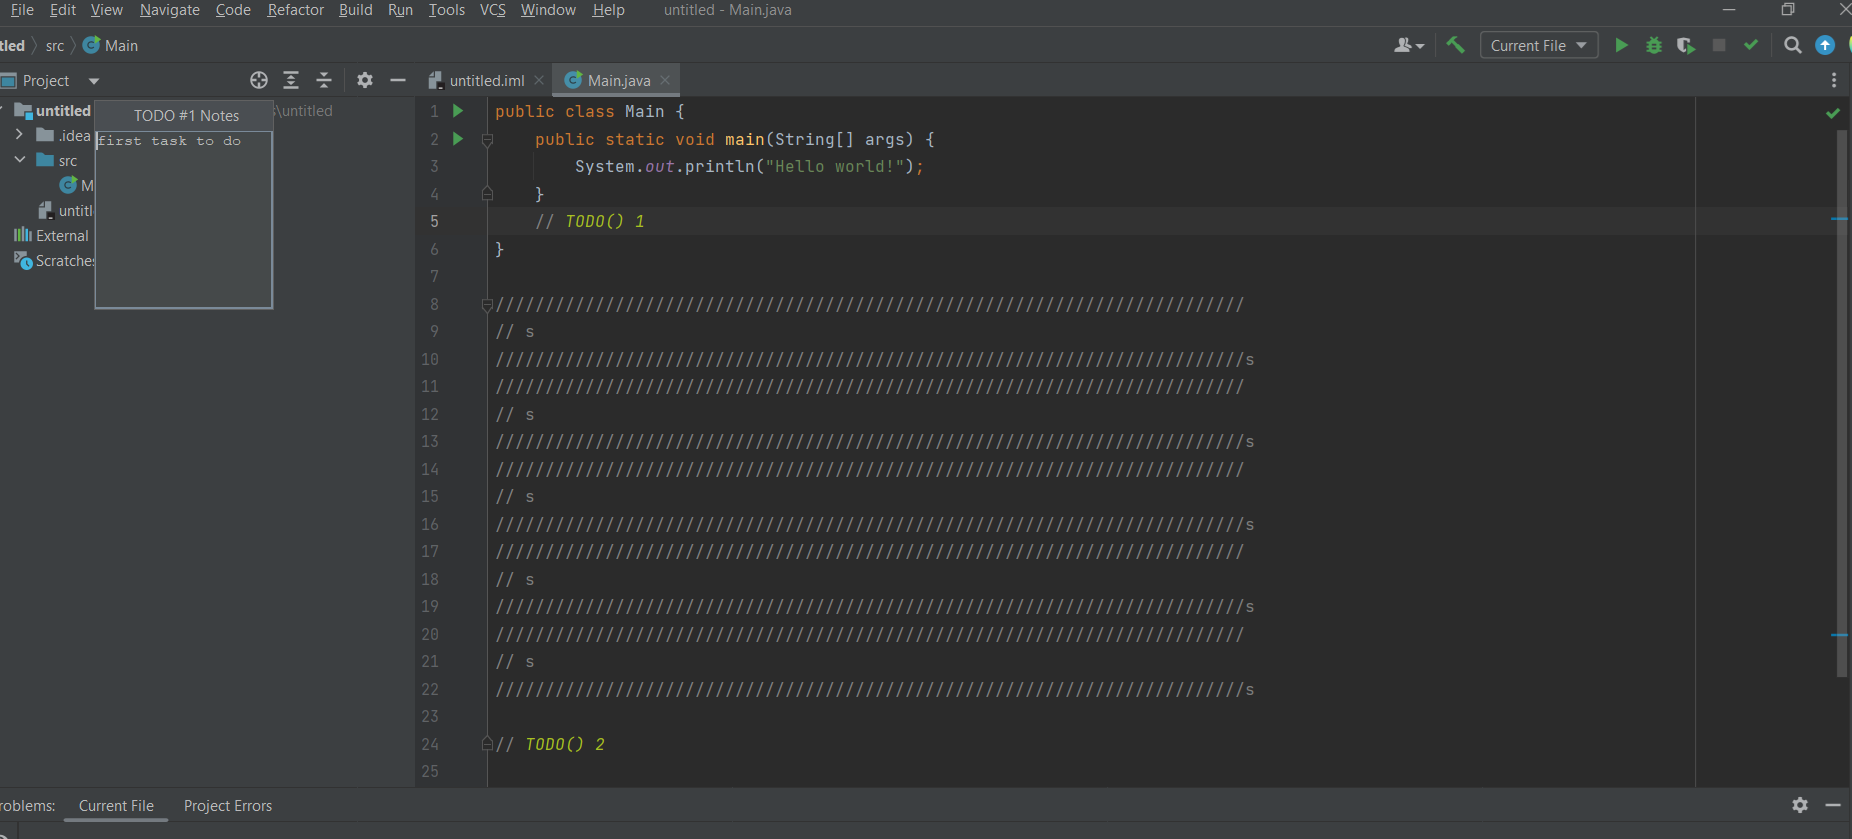 File Edit View Navigate Code Refactor Build Run Tools VCS Window Help untitled - Main.java
tled src Main
Current File
Project
untitled.iml Main.java
untitled \untitled
TODO #1 Notes
.idea
first task to do
src
M
untitl
External
Scratches
1 public class Main {
2 public static void main(String[] args) {
3 System.out.println("Hello world!");
4 }
5 // TODO() 1
6 }
7
8 ///////////////////////////////////////////////////////////////////////////
9 // s
10 ///////////////////////////////////////////////////////////////////////////s
11 ///////////////////////////////////////////////////////////////////////////
12 // s
13 ///////////////////////////////////////////////////////////////////////////s
14 ///////////////////////////////////////////////////////////////////////////
15 // s
16 ///////////////////////////////////////////////////////////////////////////s
17 ///////////////////////////////////////////////////////////////////////////
18 // s
19 ///////////////////////////////////////////////////////////////////////////s
20 ///////////////////////////////////////////////////////////////////////////
21 // s
22 ///////////////////////////////////////////////////////////////////////////s
23
24 // TODO() 2
25
roblems: Current File Project Errors